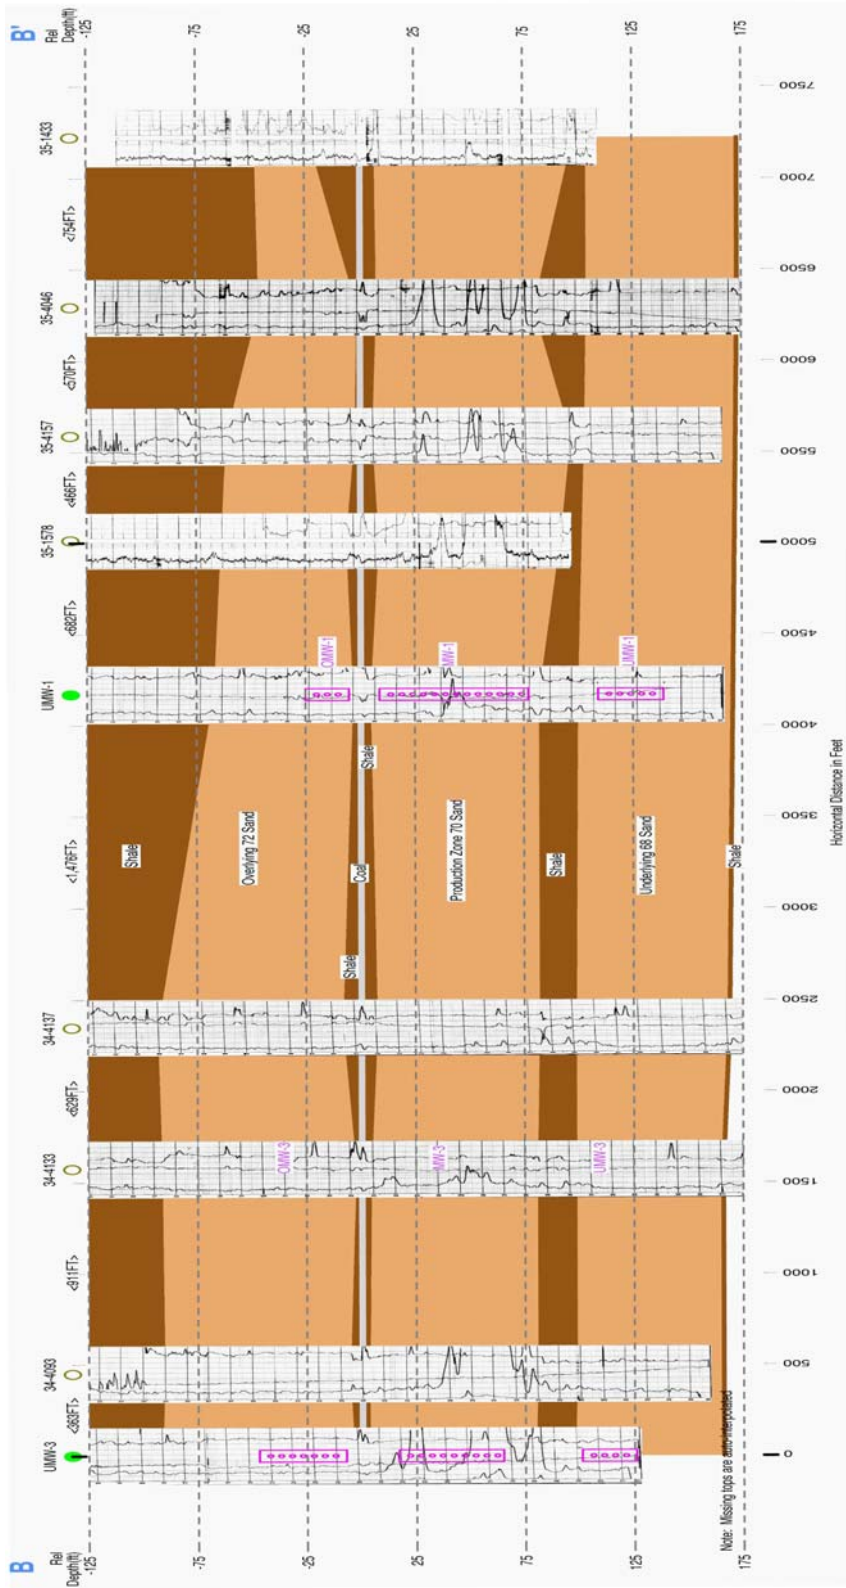 B B'
Rel Rel
Depth(ft) Depth(ft)
UMW-3 34-4093 34-4133 34-4137 UMW-1 35-1578 35-4157 35-4046 35-1433
<363FT> <911FT> <629FT> <1,476FT> <682FT> <466FT> <570FT> <754FT>
-125 -125
Shale
-75 -75
Overlying 72 Sand
-25 -25
OMW-3 OMW-1
Shale
Coal
Shale
25 25
MW-3 MW-1
Production Zone 70 Sand
75 75
Shale
UMW-3 UMW-1
125 125
Underlying 68 Sand
Shale
175 175
Note: Missing tops are auto-interpotated
0 500 1000 1500 2000 2500 3000 3500 4000 4500 5000 5500 6000 6500 7000 7500
Horizontal Distance in Feet